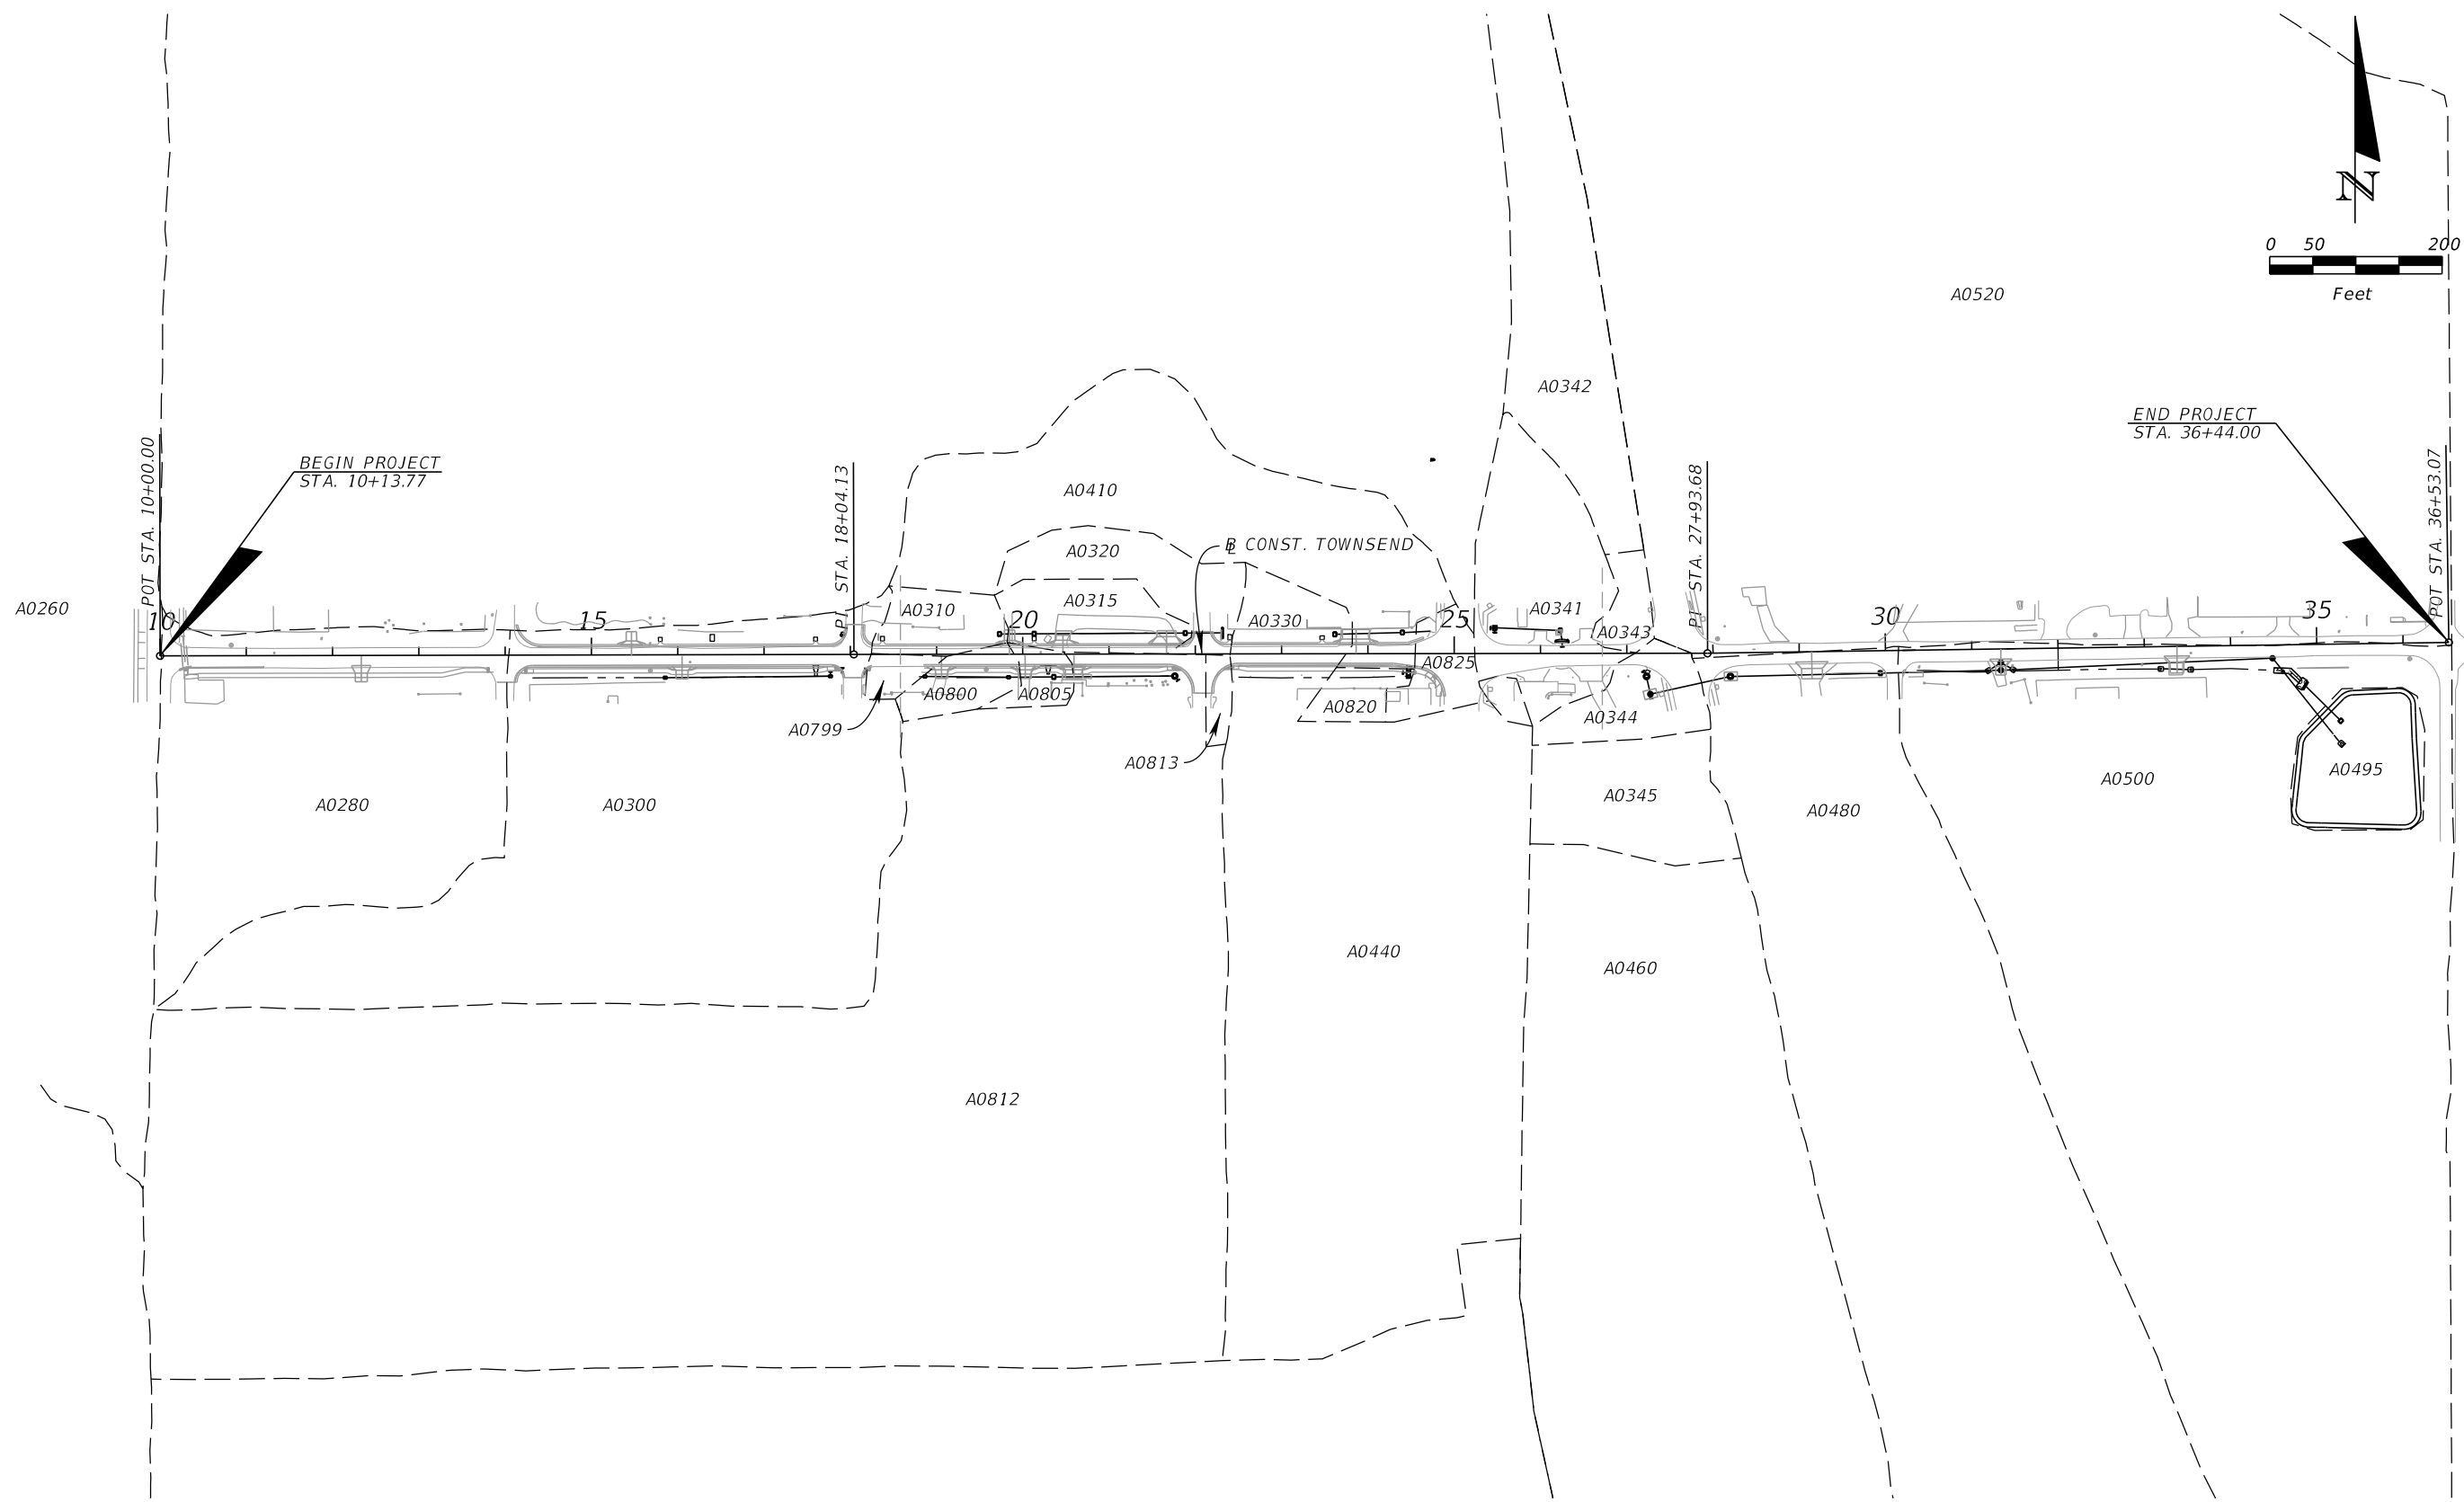 N
0 50 200
Feet
A0520
A0342
END PROJECT
STA. 36+44.00
BEGIN PROJECT
STA. 10+13.77
POT STA. 10+00.00
PI STA. 18+04.13
PI STA. 27+93.68
POT STA. 36+53.07
A0410
A0320
B CONST. TOWNSEND
A0260
10
15
20
25
30
35
A0310
A0315
A0330
A0341
A0343
A0825
A0800
A0805
A0820
A0344
A0799
A0813
A0280
A0300
A0345
A0480
A0500
A0495
A0440
A0460
A0812